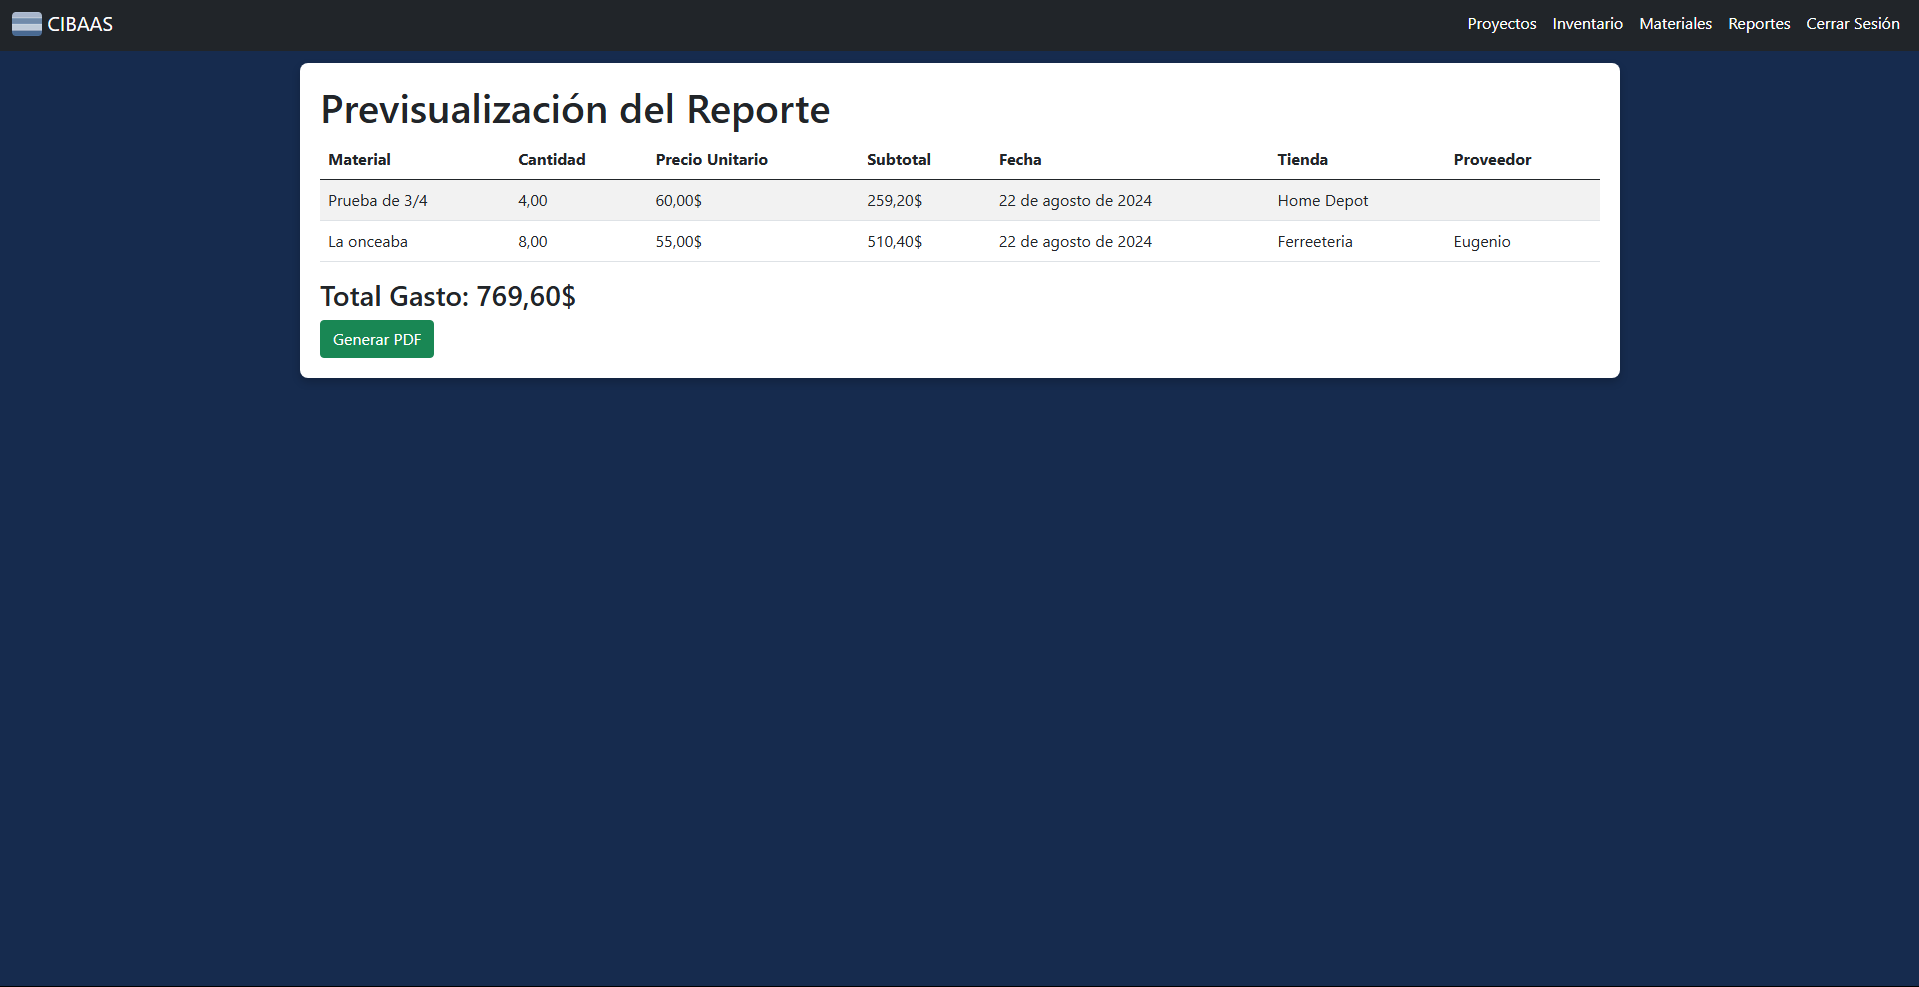 CIBAAS Proyectos Inventario Materiales Reportes Cerrar Sesión
Previsualización del Reporte
Material Cantidad Precio Unitario Subtotal Fecha Tienda Proveedor
Prueba de 3/4 4,00 60,00$ 259,20$ 22 de agosto de 2024 Home Depot
La onceaba 8,00 55,00$ 510,40$ 22 de agosto de 2024 Ferreeteria Eugenio
Total Gasto: 769,60$
Generar PDF